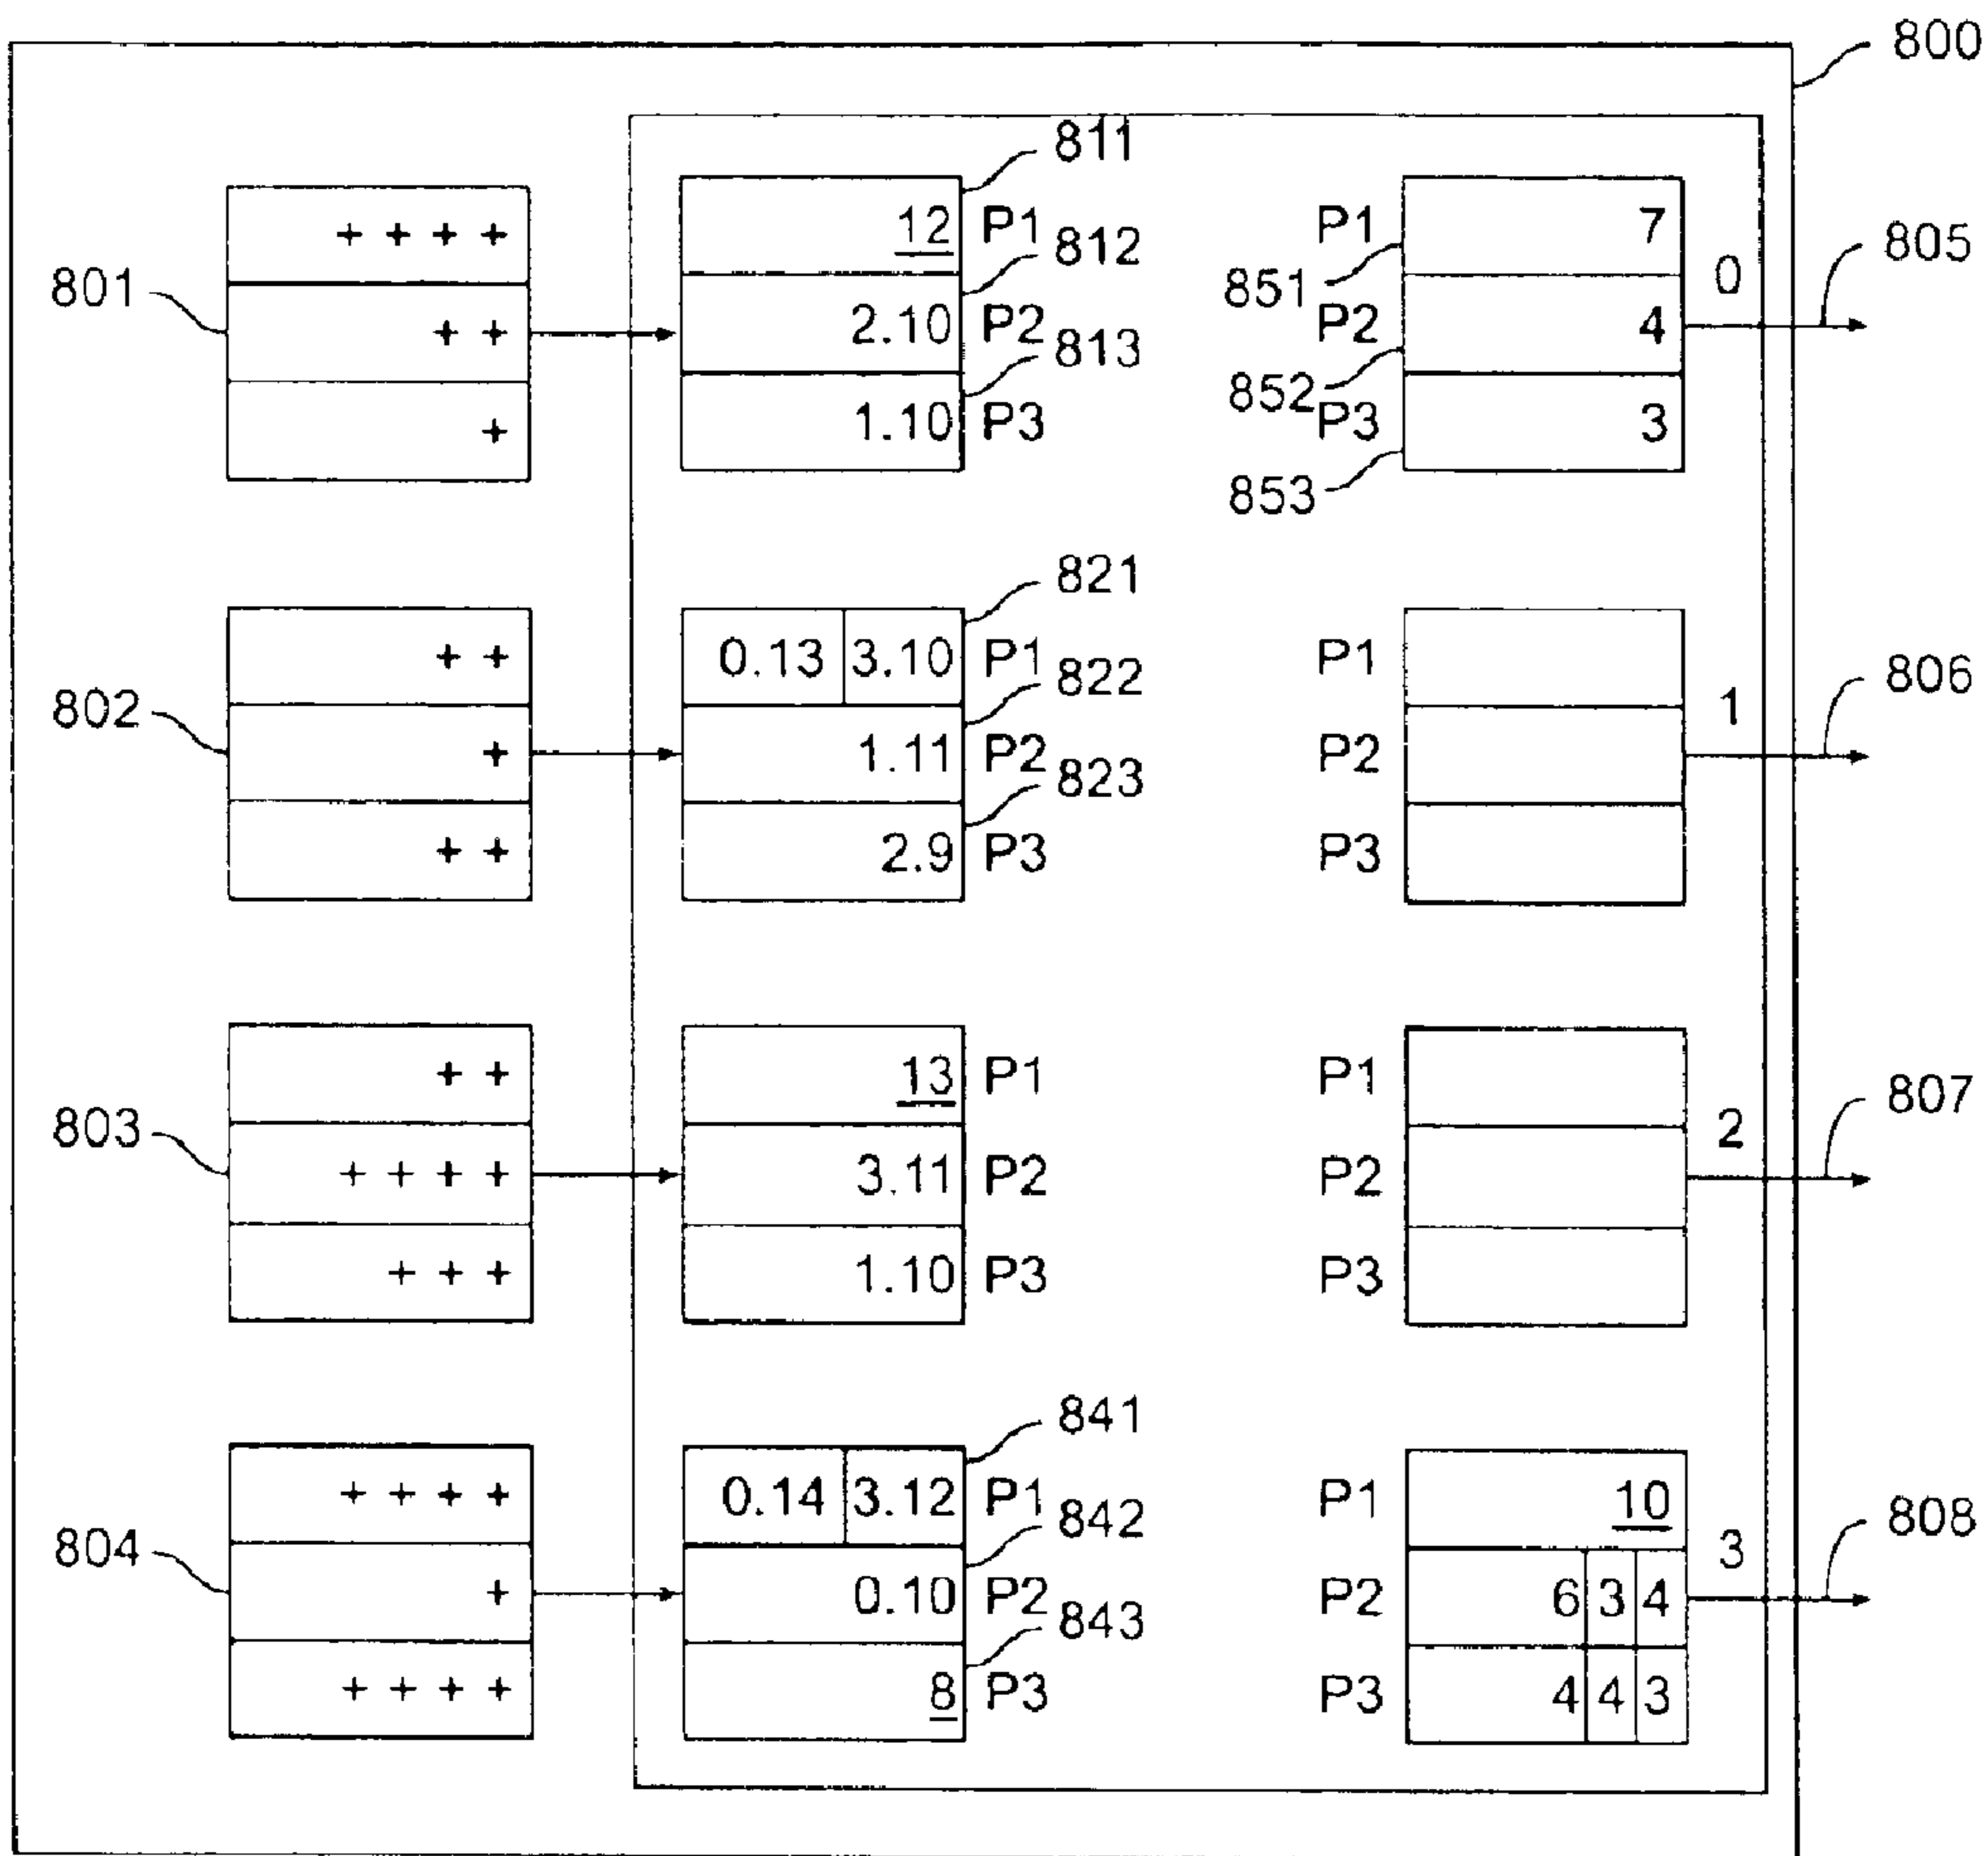 800
811
+ + + +
12 P1
P1 7
812
801
+ +
2.10 P2
851
P2 4
0
805
813
+
1.10 P3
852
P3 3
853
821
+ +
0.13 3.10 P1
P1
822
802
+
1.11 P2
P2
1
806
823
+ +
2.9 P3
P3
+ +
13 P1
P1
803
+ + + +
3.11 P2
P2
2
807
+ + +
1.10 P3
P3
841
+ + + +
0.14 3.12 P1
P1 10
842
804
+
0.10 P2
P2 6 3 4
3
808
843
+ + + +
8 P3
P3 4 4 3